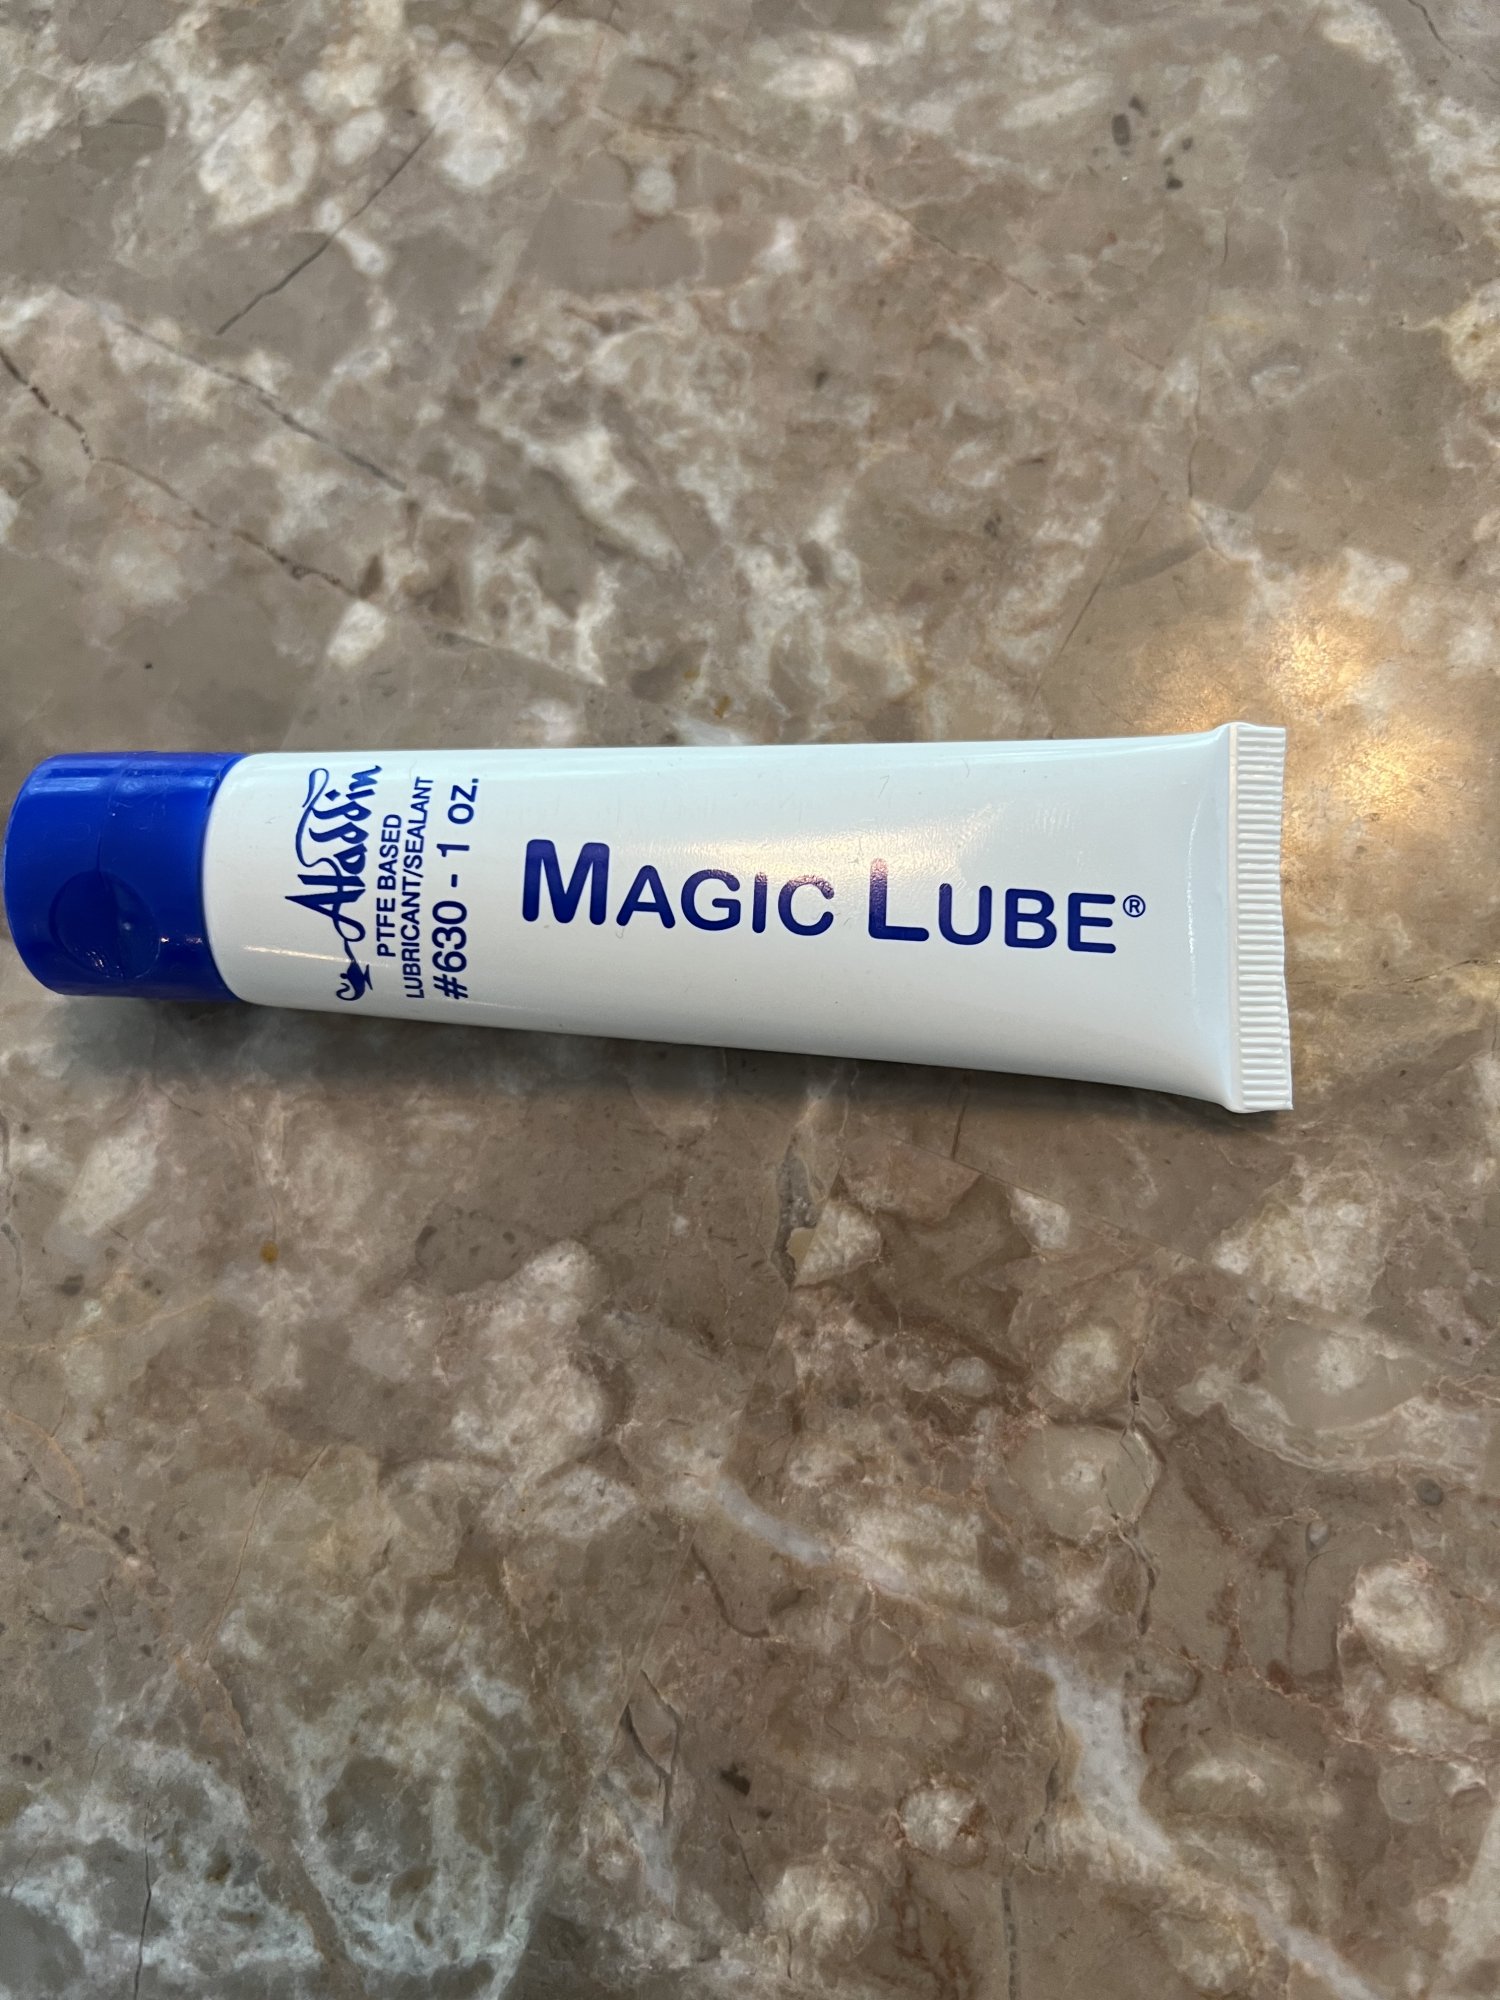 Aladdin
PTFE BASED
LUBRICANT/SEALANT
#630 - 1 oz.
MAGIC LUBE®